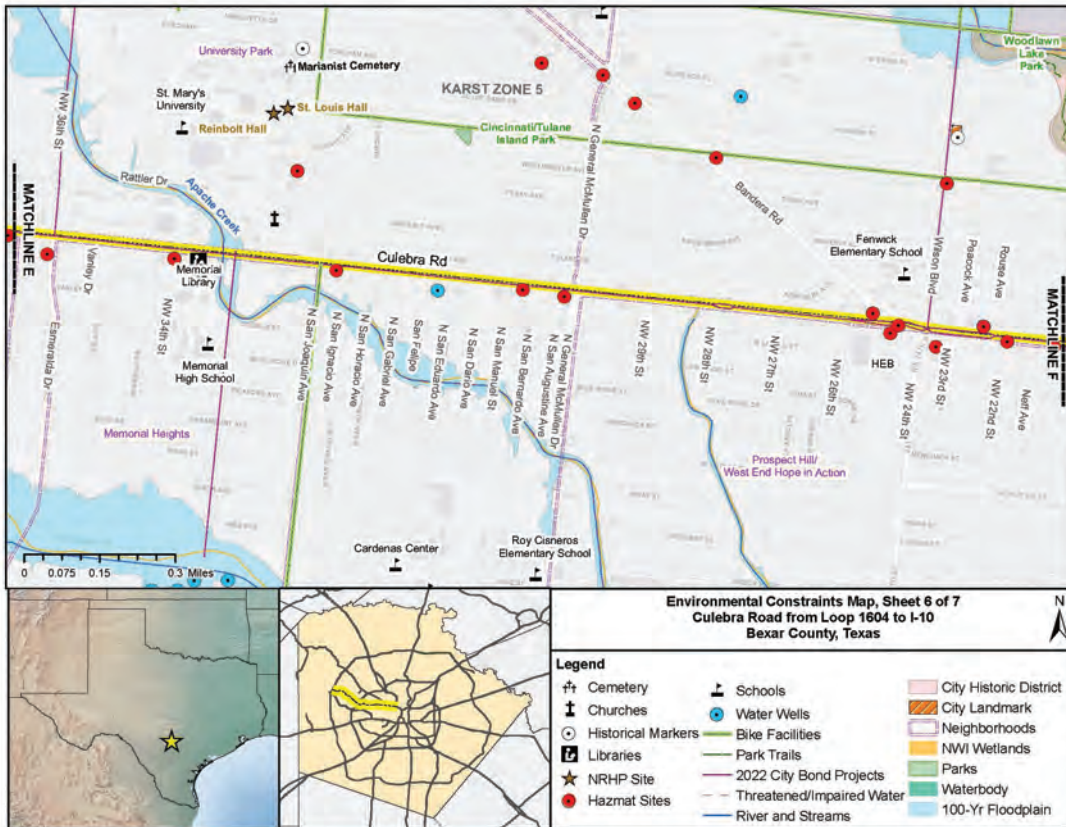 University Park
Marianist Cemetery
St. Mary's
University
St. Louis Hall
Reinbolt Hall
KARST ZONE 5
Cincinnati/Tulane
Island Park
Woodlawn
Lake
Park
NW 36th St
Rattler Dr
Apache Creek
N General McMullen Dr
Bandera Rd
MATCHLINE E
Culebra Rd
Memorial
Library
Fenwick
Elementary School
Wilson Blvd
Peacock Ave
Rouse Ave
MATCHLINE F
Vanley Dr
Esmeralda Dr
NW 34th St
Memorial
High School
N San Joaquin Ave
N San Ignacio Ave
N San Horacio Ave
N San Gabriel Ave
San Felipe
N San Eduardo Ave
N San Dario Ave
N San Manual St
N San Bernardo Ave
N San Augustine Ave
N General McMullen Dr
NW 29th St
NW 28th St
NW 27th St
NW 26th St
HEB
NW 24th St
NW 23rd St
NW 22nd St
Neff Ave
Memorial Heights
Prospect Hill/
West End Hope in Action
Cardenas Center
Roy Cisneros
Elementary School
0 0.075 0.15 0.3 Miles
Environmental Constraints Map, Sheet 6 of 7
Culebra Road from Loop 1604 to I-10
Bexar County, Texas
N
Legend
Cemetery
Churches
Historical Markers
Libraries
NRHP Site
Hazmat Sites
Schools
Water Wells
Bike Facilities
Park Trails
2022 City Bond Projects
Threatened/Impaired Water
River and Streams
City Historic District
City Landmark
Neighborhoods
NWI Wetlands
Parks
Waterbody
100-Yr Floodplain